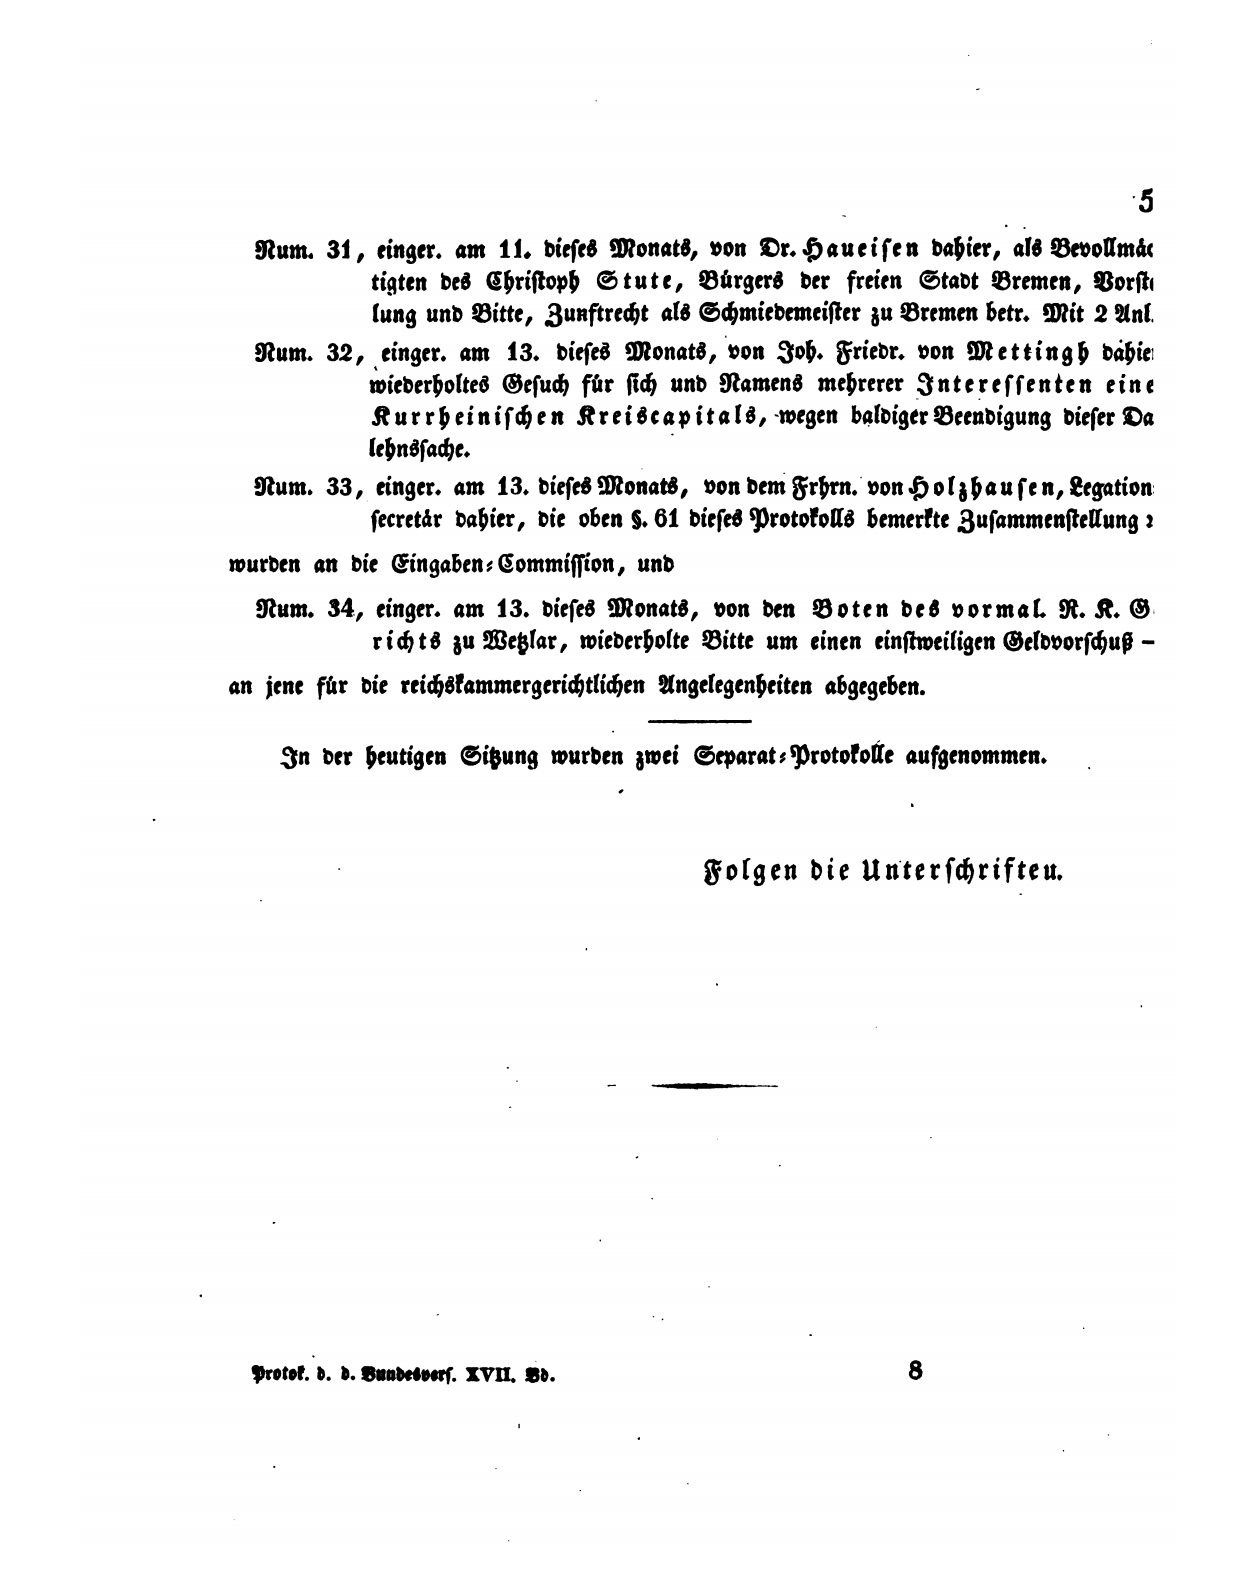 5
Num. 31, einger. am 11. dieſes Monats, von Dr. Haueiſen dahier, als Bevollmäc
tigten des Chriſtoph Stute, Bürgers der freien Stadt Bremen, Vorſte
lung und Bitte, Zunftrecht als Schmiedemeiſter zu Bremen betr. Mit 2 Anl.
Num. 32, einger. am 13. dieſes Monats, von Joh. Friedr. von Mettingh dahier
wiederholtes Geſuch für ſich und Namens mehrerer Intereſſenten eine
Kurrheiniſchen Kreiscapitals, wegen baldiger Beendigung dieſer Da
lehnsſache.
Num. 33, einger. am 13. dieſes Monats, von dem Frhrn. von Holzhauſen, Legation
ſecretär dahier, die oben §. 61 dieſes Protokolls bemerkte Zuſammenſtellung
wurden an die Eingaben⸗Commiſſion, und
Num. 34, einger. am 13. dieſes Monats, von den Boten des vormal. R. K. G
richts zu Wetzlar, wiederholte Bitte um einen einſtweiligen Geldvorſchuß —
an jene für die reichskammergerichtlichen Angelegenheiten abgegeben.
In der heutigen Sitzung wurden zwei Separat⸗Protokolle aufgenommen.
Folgen die Unterſchriften.
Protok. d. d. Bundesverſ. XVII. Bd. 8